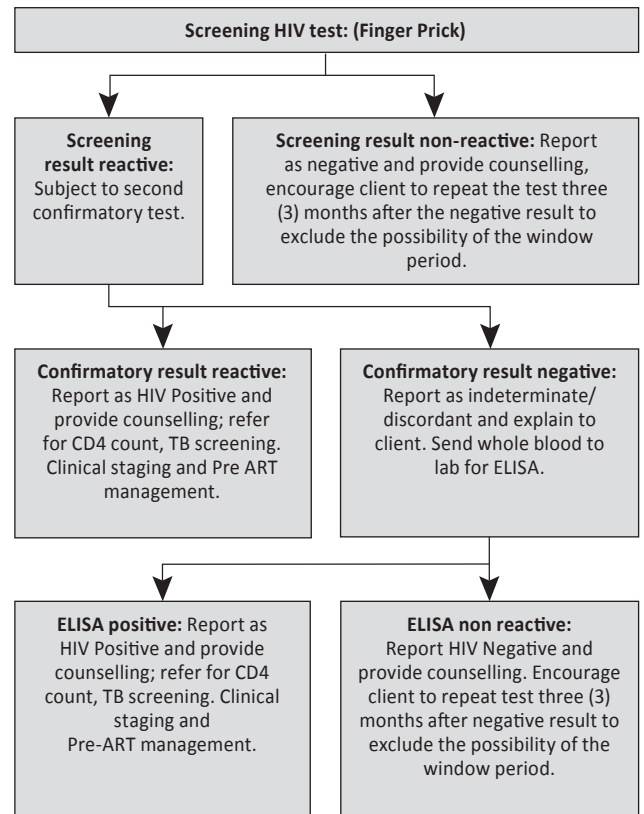 Screening HIV test: (Finger Prick)
Screening
result reactive:
Subject to second
confirmatory test.
Screening result non-reactive: Report
as negative and provide counselling,
encourage client to repeat the test three
(3) months after the negative result to
exclude the possibility of the window
period.
Confirmatory result reactive:
Report as HIV Positive and
provide counselling; refer
for CD4 count, TB screening.
Clinical staging and Pre ART
management.
Confirmatory result negative:
Report as indeterminate/
discordant and explain to
client. Send whole blood to
lab for ELISA.
ELISA positive: Report as
HIV Positive and provide
counselling; refer for CD4
count, TB screening. Clinical
staging and
Pre-ART management.
ELISA non reactive:
Report HIV Negative and
provide counselling. Encourage
client to repeat test three (3)
months after negative result to
exclude the possibility of the
window period.